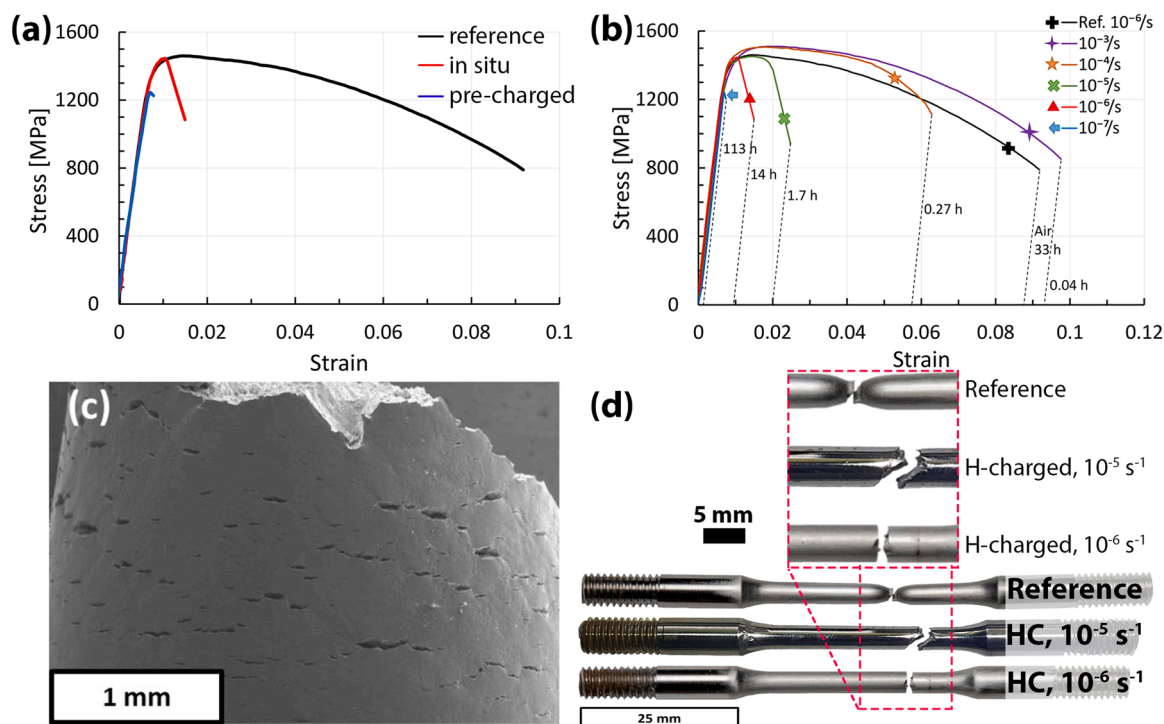 (a)
1600
1200
800
400
0
Stress [MPa]
0
0.02
0.04
0.06
0.08
0.1
Strain
reference
in situ
pre-charged
(b)
1600
1200
800
400
0
Stress [MPa]
0
0.02
0.04
0.06
0.08
0.1
0.12
Strain
Ref. 10⁻⁶/s
10⁻³/s
10⁻⁴/s
10⁻⁵/s
10⁻⁶/s
10⁻⁷/s
113 h
14 h
1.7 h
0.27 h
Air
33 h
0.04 h
(c)
1 mm
(d)
Reference
H-charged, 10⁻⁵ s⁻¹
5 mm
H-charged, 10⁻⁶ s⁻¹
Reference
HC, 10⁻⁵ s⁻¹
HC, 10⁻⁶ s⁻¹
25 mm